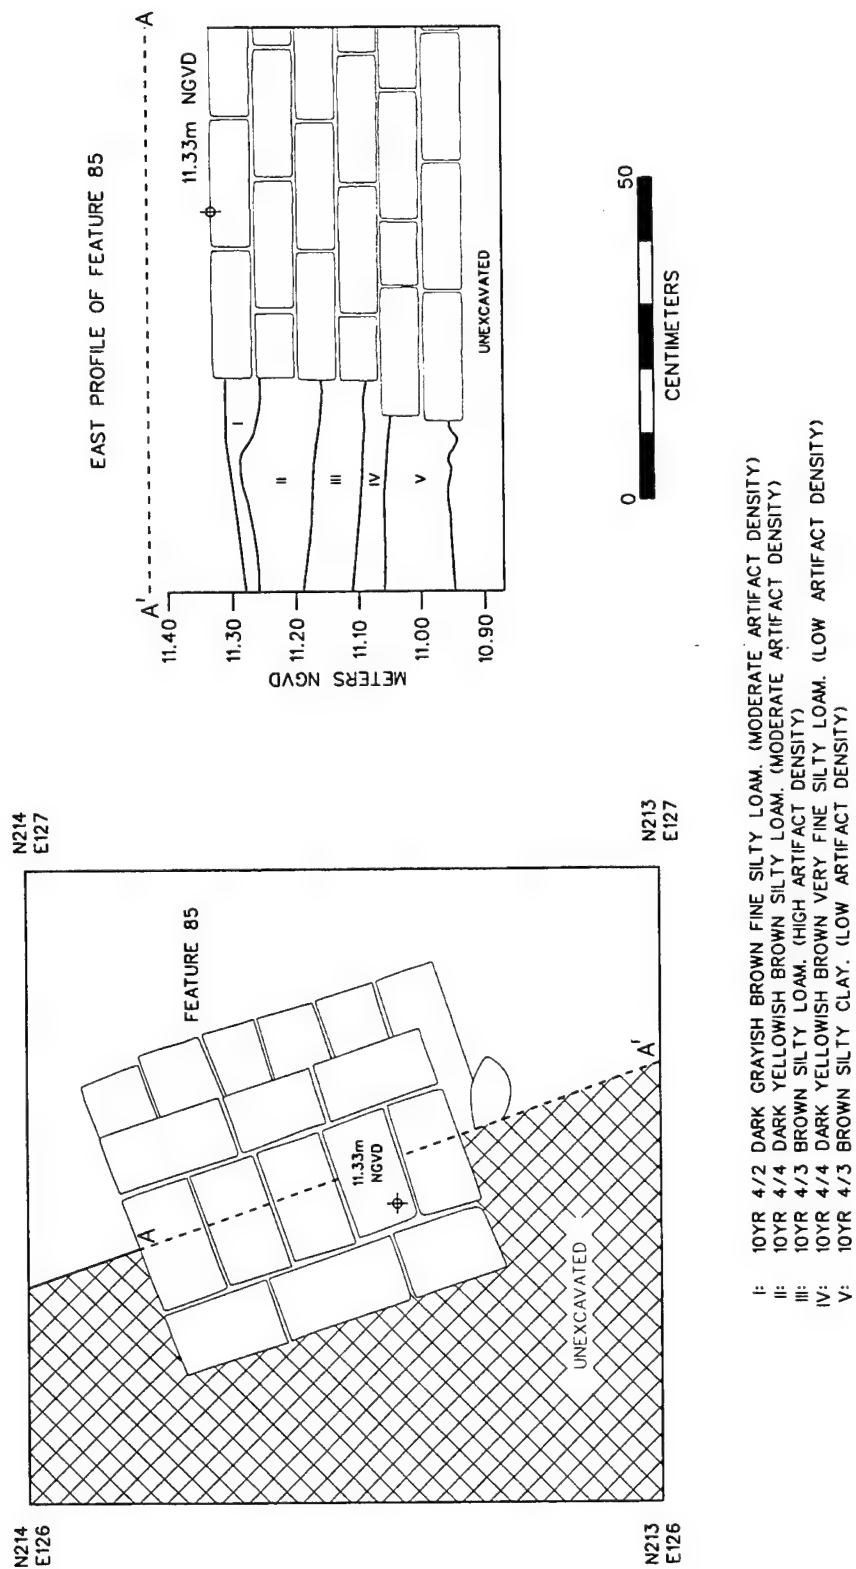 N214
E126
N214
E127
FEATURE 85
A
11.33m
NGVD
UNEXCAVATED
A'
N213
E126
N213
E127
EAST PROFILE OF FEATURE 85
A'
A
11.33m NGVD
11.40
11.30
11.20
11.10
11.00
10.90
METERS NGVD
I
II
III
IV
V
UNEXCAVATED
0
50
CENTIMETERS
I: 10YR 4/2 DARK GRAYISH BROWN FINE SILTY LOAM. (MODERATE ARTIFACT DENSITY)
II: 10YR 4/4 DARK YELLOWISH BROWN SILTY LOAM. (MODERATE ARTIFACT DENSITY)
III: 10YR 4/3 BROWN SILTY LOAM. (HIGH ARTIFACT DENSITY)
IV: 10YR 4/4 DARK YELLOWISH BROWN VERY FINE SILTY LOAM. (LOW ARTIFACT DENSITY)
V: 10YR 4/3 BROWN SILTY CLAY. (LOW ARTIFACT DENSITY)